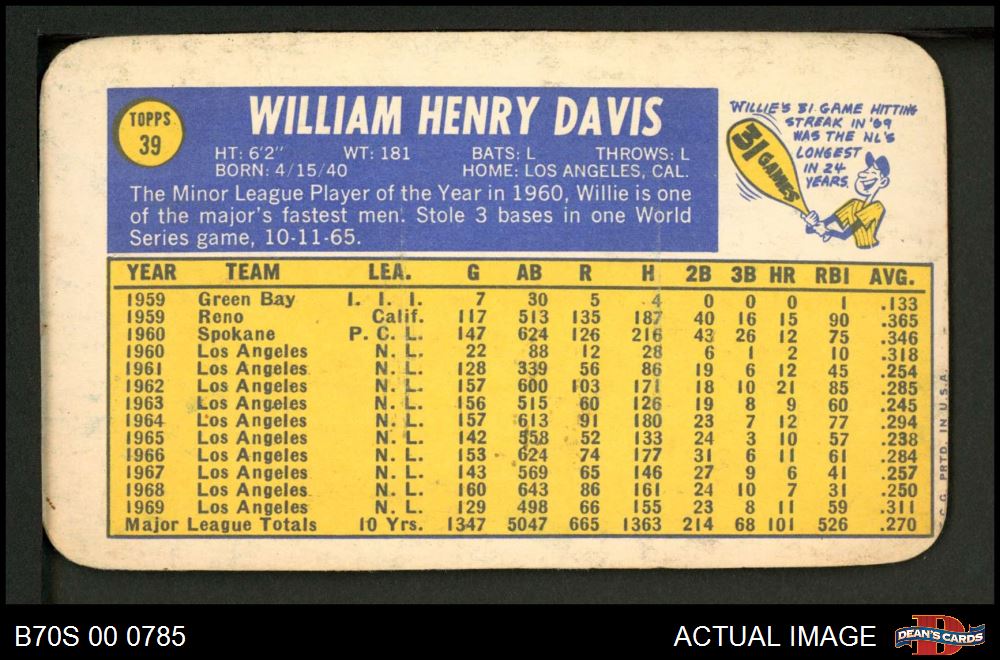 TOPPS
39
WILLIAM HENRY DAVIS
HT: 6'2" WT: 181 BATS: L THROWS: L
BORN: 4/15/40 HOME: LOS ANGELES, CAL.
The Minor League Player of the Year in 1960, Willie is one
of the major's fastest men. Stole 3 bases in one World
Series game, 10-11-65.
WILLIE'S 31 GAME HITTING
STREAK IN '69
WAS THE NL'S
LONGEST
IN 24
YEARS
31 GAMES
YEAR TEAM LEA. G AB R H 2B 3B HR RBI AVG.
1959 Green Bay I. I. I. 7 30 5 4 0 0 0 1 .133
1959 Reno Calif. 117 513 135 187 40 16 15 90 .365
1960 Spokane P. C. L. 147 624 126 216 43 26 12 75 .346
1960 Los Angeles N. L. 22 88 12 28 6 1 2 10 .318
1961 Los Angeles N. L. 128 339 56 86 19 6 12 45 .254
1962 Los Angeles N. L. 157 600 103 171 18 10 21 85 .285
1963 Los Angeles N. L. 156 515 60 126 19 8 9 60 .245
1964 Los Angeles N. L. 157 613 91 180 23 7 12 77 .294
1965 Los Angeles N. L. 142 558 52 133 24 3 10 57 .238
1966 Los Angeles N. L. 153 624 74 177 31 6 11 61 .284
1967 Los Angeles N. L. 143 569 65 146 27 9 6 41 .257
1968 Los Angeles N. L. 160 643 86 161 24 10 7 31 .250
1969 Los Angeles N. L. 129 498 66 155 23 8 11 59 .311
Major League Totals 10 Yrs. 1347 5047 665 1363 214 68 101 526 .270
PRTD. IN U.S.A.
B70S 00 0785
ACTUAL IMAGE
DEAN'S CARDS